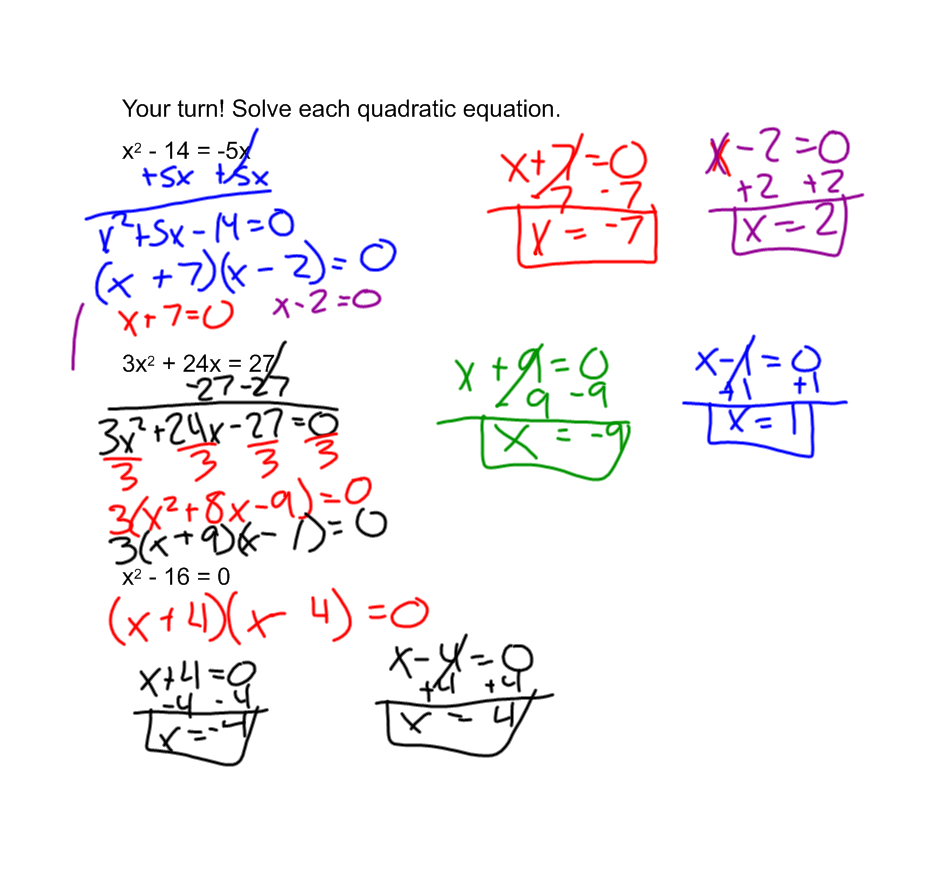 Your turn! Solve each quadratic equation.
x² - 14 = -5x
+5x +5x
x²+5x-14=0
(x+7)(x-2)=0
x+7=0 x-2=0
x+7=0
-7 -7
x=-7
x-2=0
+2 +2
x=2
3x² + 24x = 27
-27 -27
3x²+24x-27=0
3 3 3 3
3(x²+8x-9)=0
3(x+9)(x-1)=0
x+9=0
-9 -9
x=-9
x-1=0
+1 +1
x=1
x² - 16 = 0
(x+4)(x-4)=0
x+4=0
-4 -4
x=-4
x-4=0
+4 +4
x=4